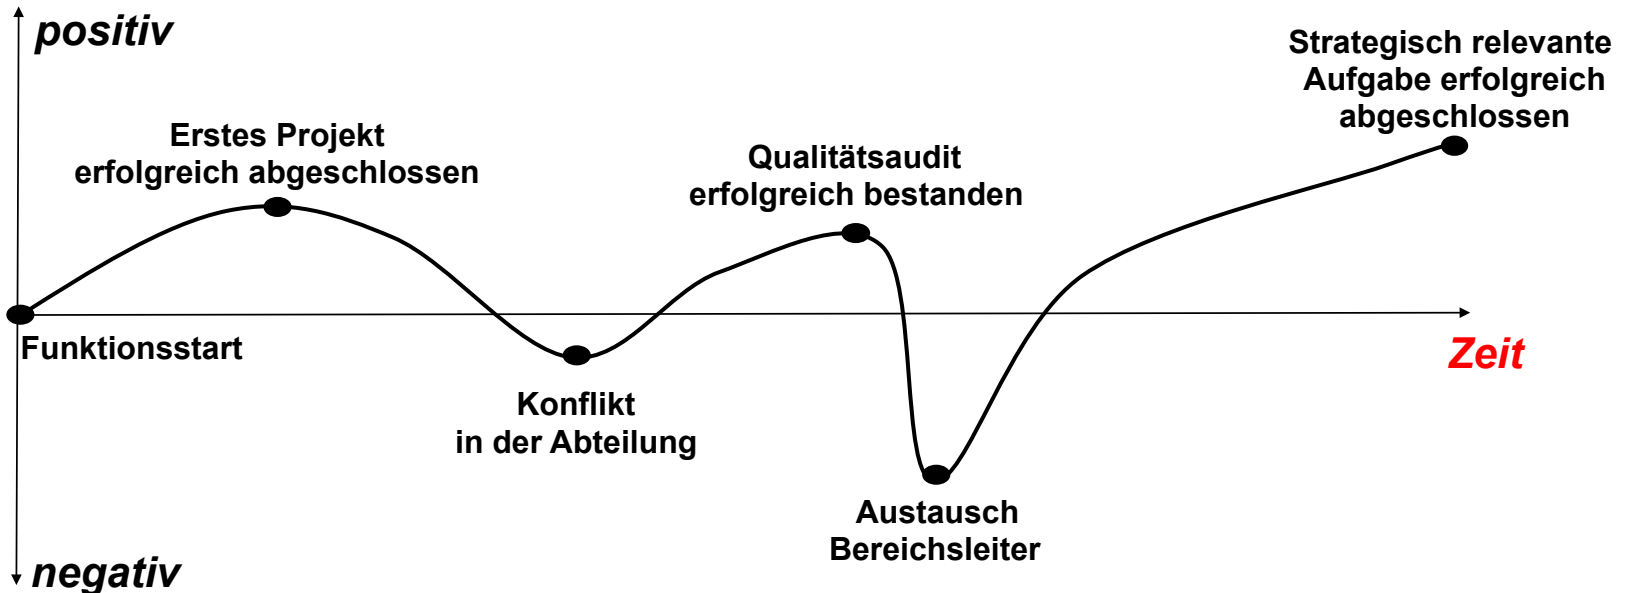 positiv
Strategisch relevante
Aufgabe erfolgreich
abgeschlossen
Erstes Projekt
erfolgreich abgeschlossen
Qualitätsaudit
erfolgreich bestanden
Funktionsstart
Zeit
Konflikt
in der Abteilung
Austausch
Bereichsleiter
negativ